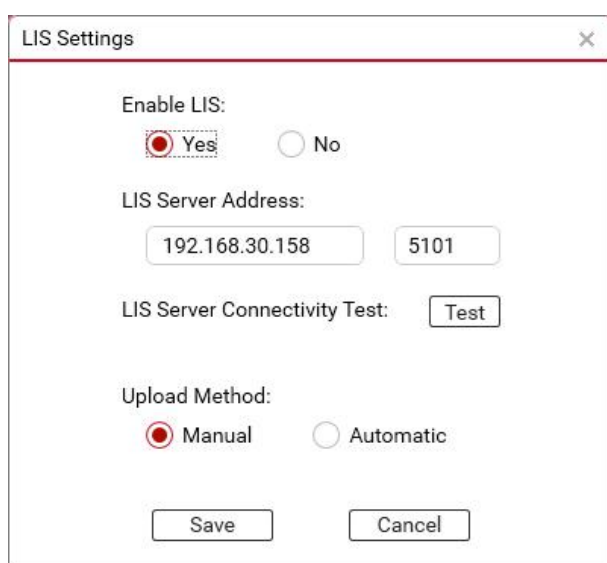 LIS Settings
Enable LIS:
Yes No
LIS Server Address:
192.168.30.158 5101
LIS Server Connectivity Test: Test
Upload Method:
Manual Automatic
Save Cancel